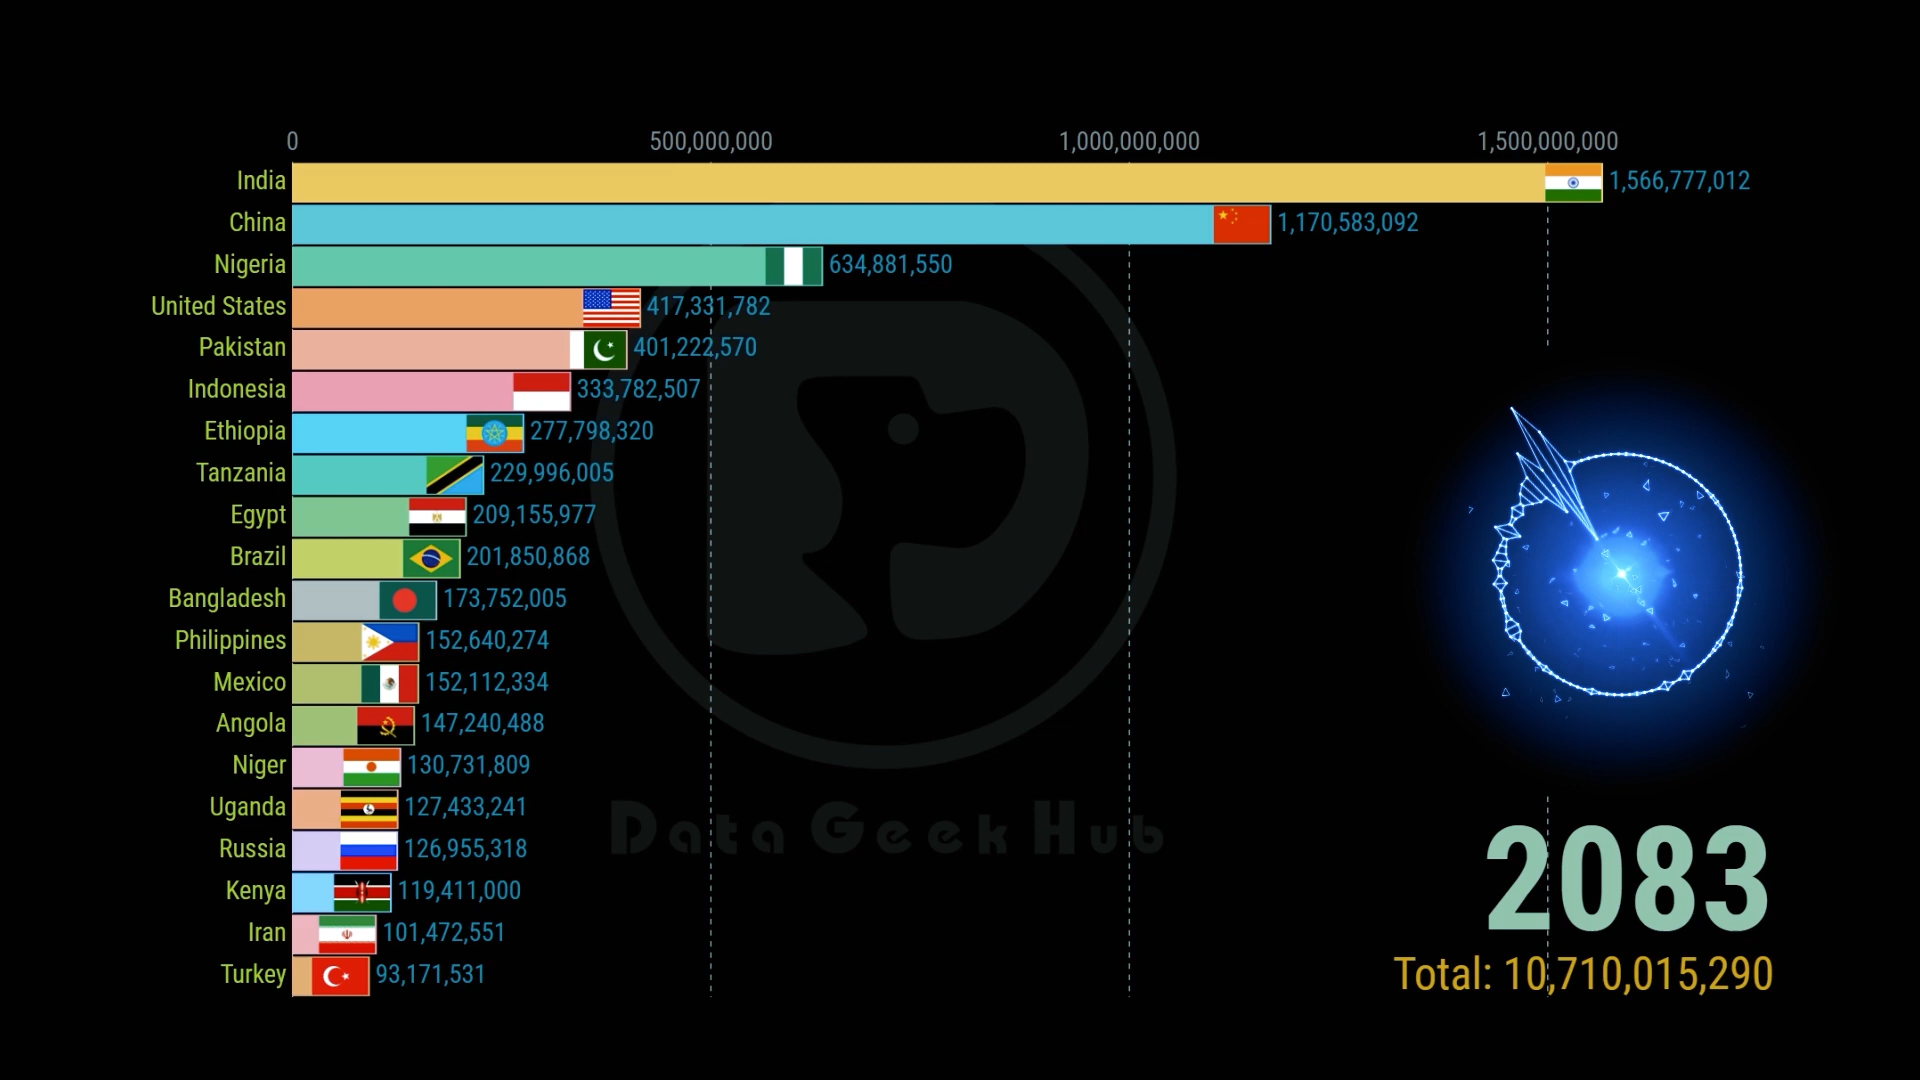 0 500,000,000 1,000,000,000 1,500,000,000
India 1,566,777,012
China 1,170,583,092
Nigeria 634,881,550
United States 417,331,782
Pakistan 401,222,570
Indonesia 333,782,507
Ethiopia 277,798,320
Tanzania 229,996,005
Egypt 209,155,977
Brazil 201,850,868
Bangladesh 173,752,005
Philippines 152,640,274
Mexico 152,112,334
Angola 147,240,488
Niger 130,731,809
Uganda 127,433,241
Russia 126,955,318
Kenya 119,411,000
Iran 101,472,551
Turkey 93,171,531
Data Geek Hub
2083
Total: 10,710,015,290